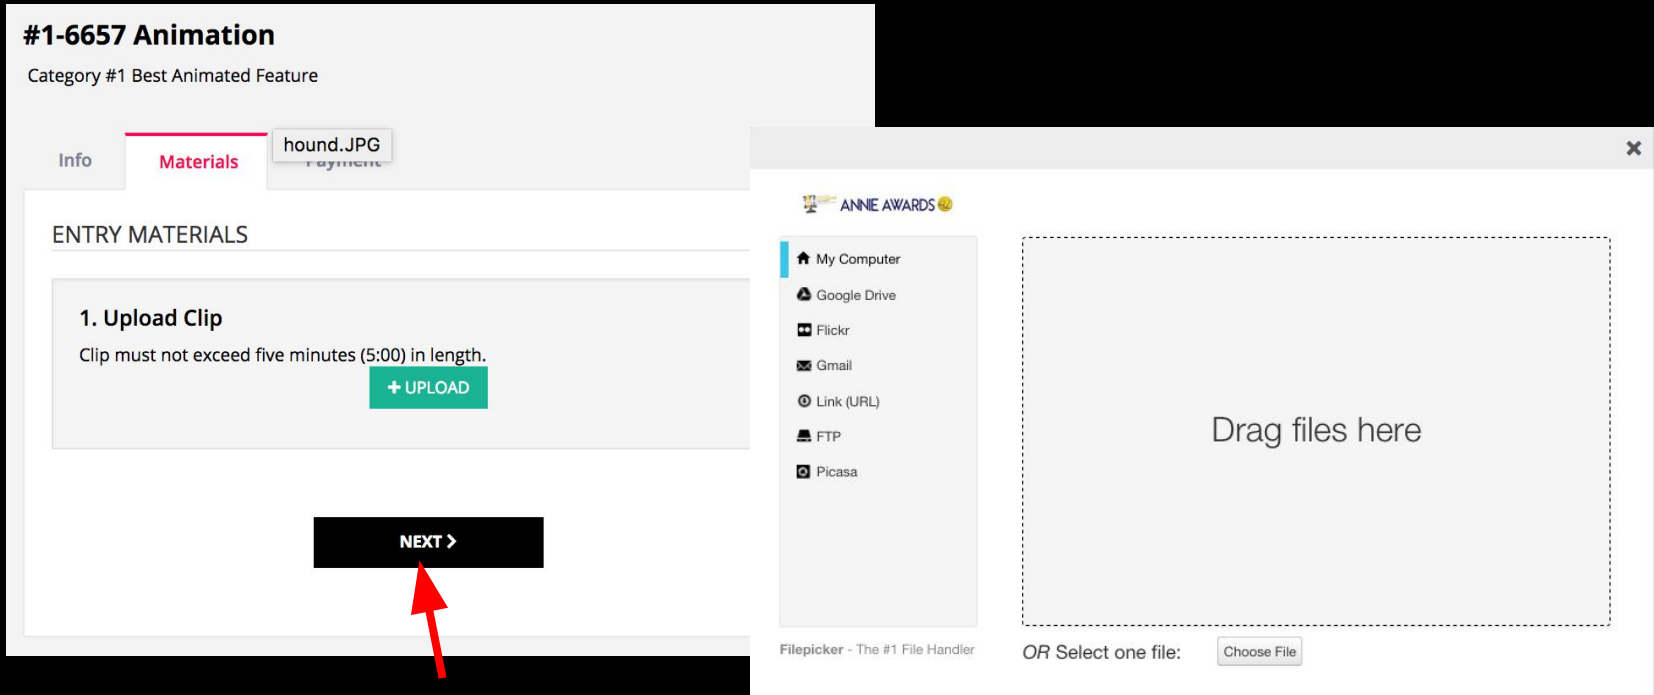 #1-6657 Animation
Category #1 Best Animated Feature
Info
Materials
hound.JPG
Payment
ENTRY MATERIALS
1. Upload Clip
Clip must not exceed five minutes (5:00) in length.
UPLOAD
NEXT
ANNIE AWARDS
My Computer
Google Drive
Flickr
Gmail
Link (URL)
FTP
Picasa
Drag files here
Filepicker - The #1 File Handler
OR Select one file:
Choose File